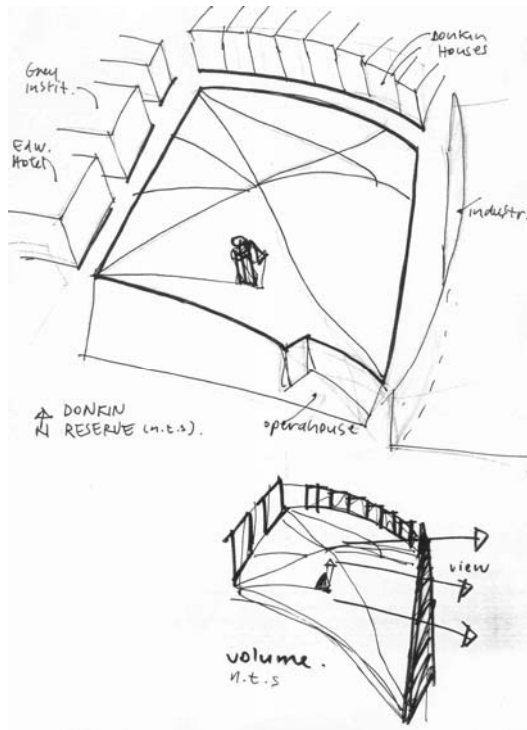 Donkin
Houses
Grey
instit.
Edw.
Hotel
industr.
DONKIN
RESERVE (n.t.s).
operahouse
view
volume.
n.t.s